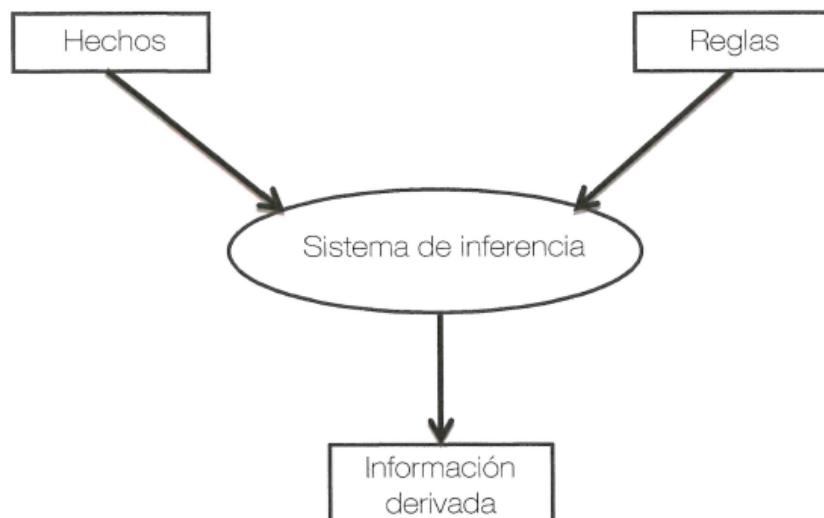 Hechos
Reglas
Sistema de inferencia
Información
derivada